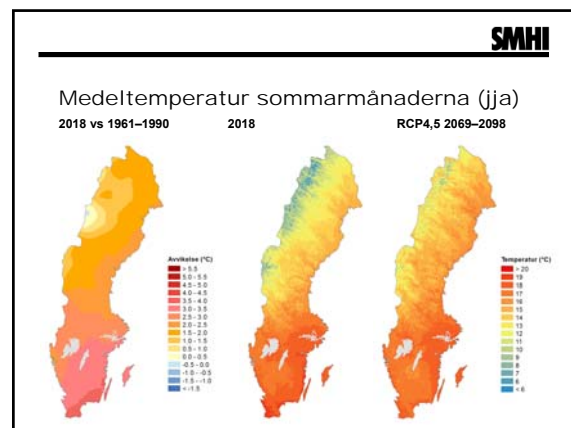 SMHI
Medeltemperatur sommarmånaderna (jja)
2018 vs 1961–1990
2018
RCP4,5 2069–2098
Avvikelse (°C)
> 5.5
5.0 - 5.5
4.5 - 5.0
4.0 - 4.5
3.5 - 4.0
3.0 - 3.5
2.5 - 3.0
2.0 - 2.5
1.5 - 2.0
1.0 - 1.5
0.5 - 1.0
0.0 - 0.5
-0.5 - 0.0
-1.0 - -0.5
-1.5 - -1.0
< -1.5
Temperatur (°C)
> 20
19
18
17
16
15
14
13
12
11
10
9
8
7
6
< 6